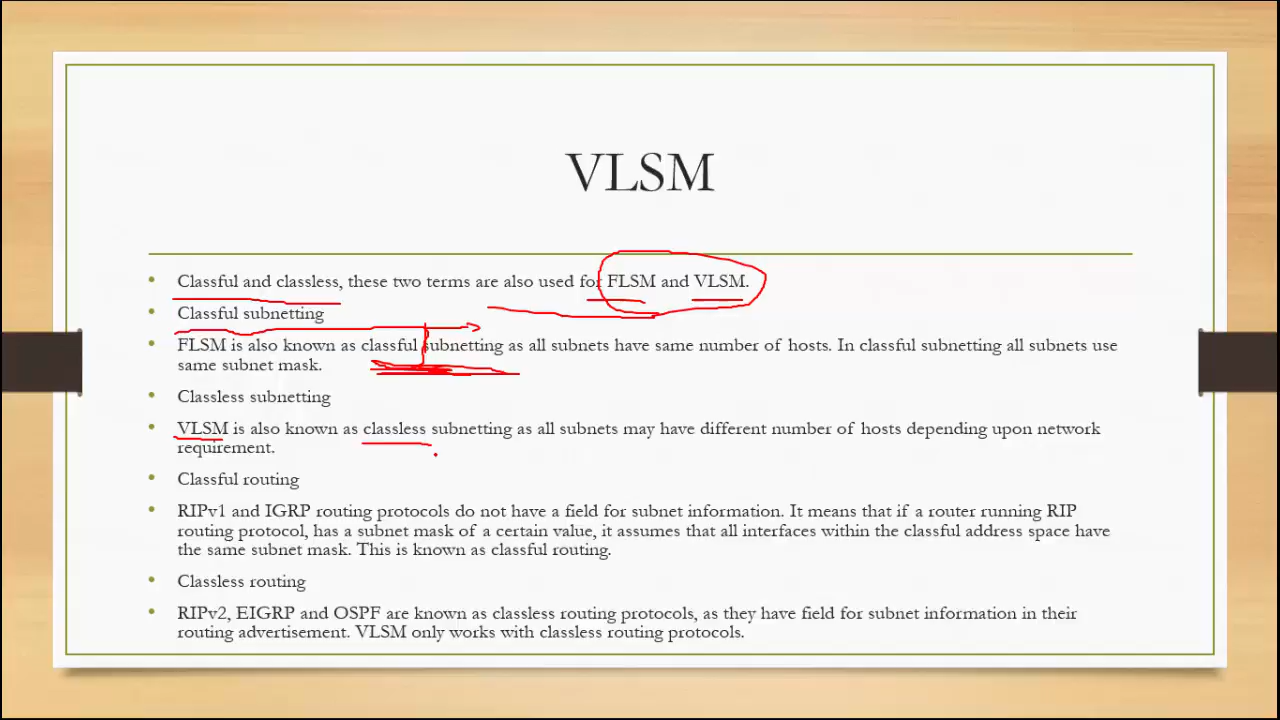 VLSM
• Classful and classless, these two terms are also used for FLSM and VLSM.
• Classful subnetting
• FLSM is also known as classful subnetting as all subnets have same number of hosts. In classful subnetting all subnets use
same subnet mask.
• Classless subnetting
• VLSM is also known as classless subnetting as all subnets may have different number of hosts depending upon network
requirement.
• Classful routing
• RIPv1 and IGRP routing protocols do not have a field for subnet information. It means that if a router running RIP
routing protocol, has a subnet mask of a certain value, it assumes that all interfaces within the classful address space have
the same subnet mask. This is known as classful routing.
• Classless routing
• RIPv2, EIGRP and OSPF are known as classless routing protocols, as they have field for subnet information in their
routing advertisement. VLSM only works with classless routing protocols.